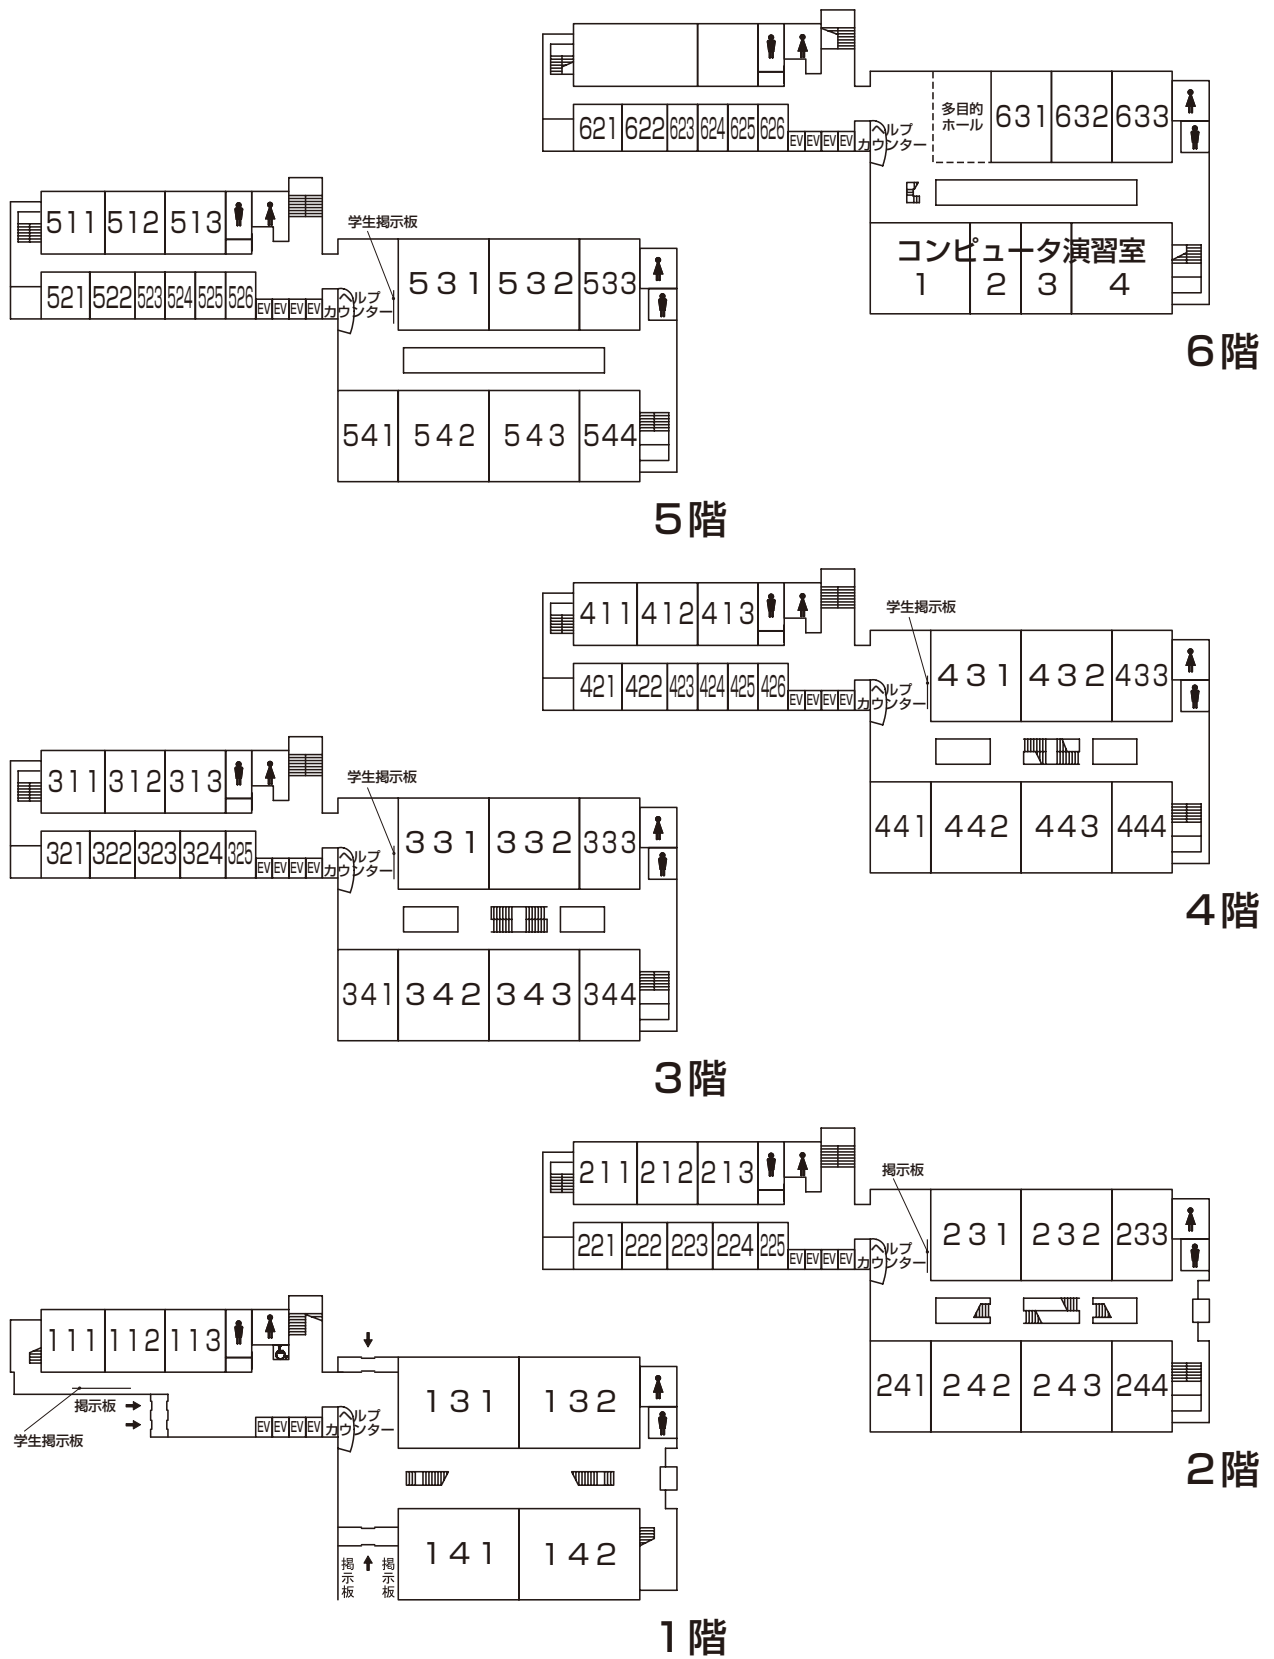 621 622 623 624 625 626
EV EV EV EV
ヘルプ
カウンター
多目的
ホール
631 632 633
コンピュータ演習室
1 2 3 4
6階
511 512 513
学生掲示板
521 522 523 524 525 526
EV EV EV EV
ヘルプ
カウンター
531 532 533
541 542 543 544
5階
411 412 413
学生掲示板
421 422 423 424 425 426
EV EV EV EV
ヘルプ
カウンター
431 432 433
441 442 443 444
4階
311 312 313
学生掲示板
321 322 323 324 325
EV EV EV EV
ヘルプ
カウンター
331 332 333
341 342 343 344
3階
211 212 213
掲示板
221 222 223 224 225
EV EV EV EV
ヘルプ
カウンター
231 232 233
241 242 243 244
2階
111 112 113
掲示板
学生掲示板
EV EV EV EV
ヘルプ
カウンター
131 132
141 142
掲示板
掲示板
1階